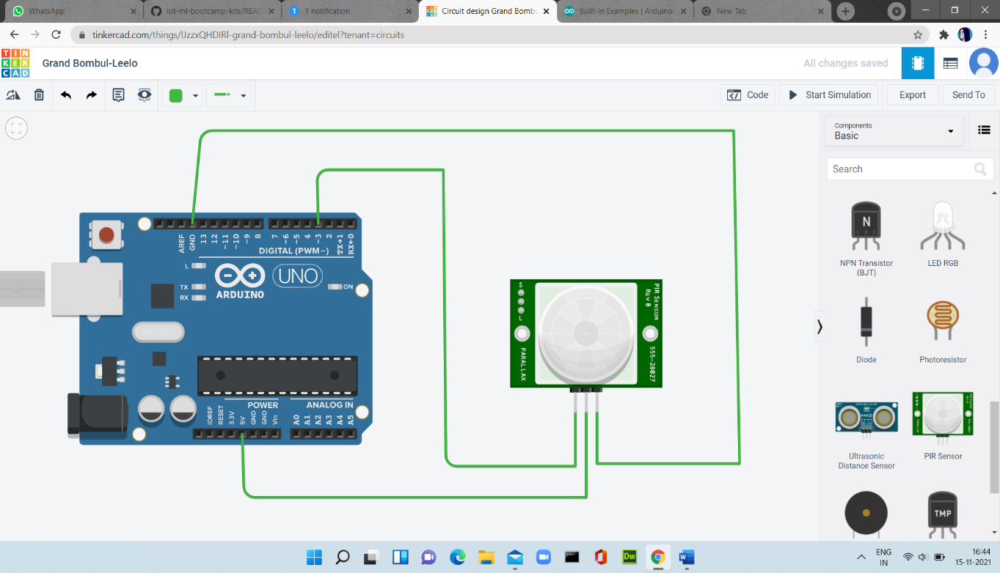 WhatsApp
iot-ml-bootcamp-kits/READ
1 notification
Circuit design Grand Bombu
Built-In Examples | Arduino
New Tab
tinkercad.com/things/lJzzxQHDIRl-grand-bombul-leelo/editel?tenant=circuits
TIN
KER
CAD
Grand Bombul-Leelo
All changes saved
Code
Start Simulation
Export
Send To
Components
Basic
Search
AREF
GND
13
12
~11
~10
~9
8
7
~6
~5
4
~3
2
TX→1
RX←0
DIGITAL (PWM~)
L
TX
RX
ARDUINO
UNO
ON
POWER
ANALOG IN
IOREF
RESET
3.3V
5V
GND
GND
Vin
A0
A1
A2
A3
A4
A5
S
L
PARALLAX
PIR SENSOR
REV B
555-28027
N
C B E
NPN Transistor
(BJT)
LED RGB
Diode
Photoresistor
Ultrasonic
Distance Sensor
PIR Sensor
TMP
Dw
ENG
IN
16:44
15-11-2021